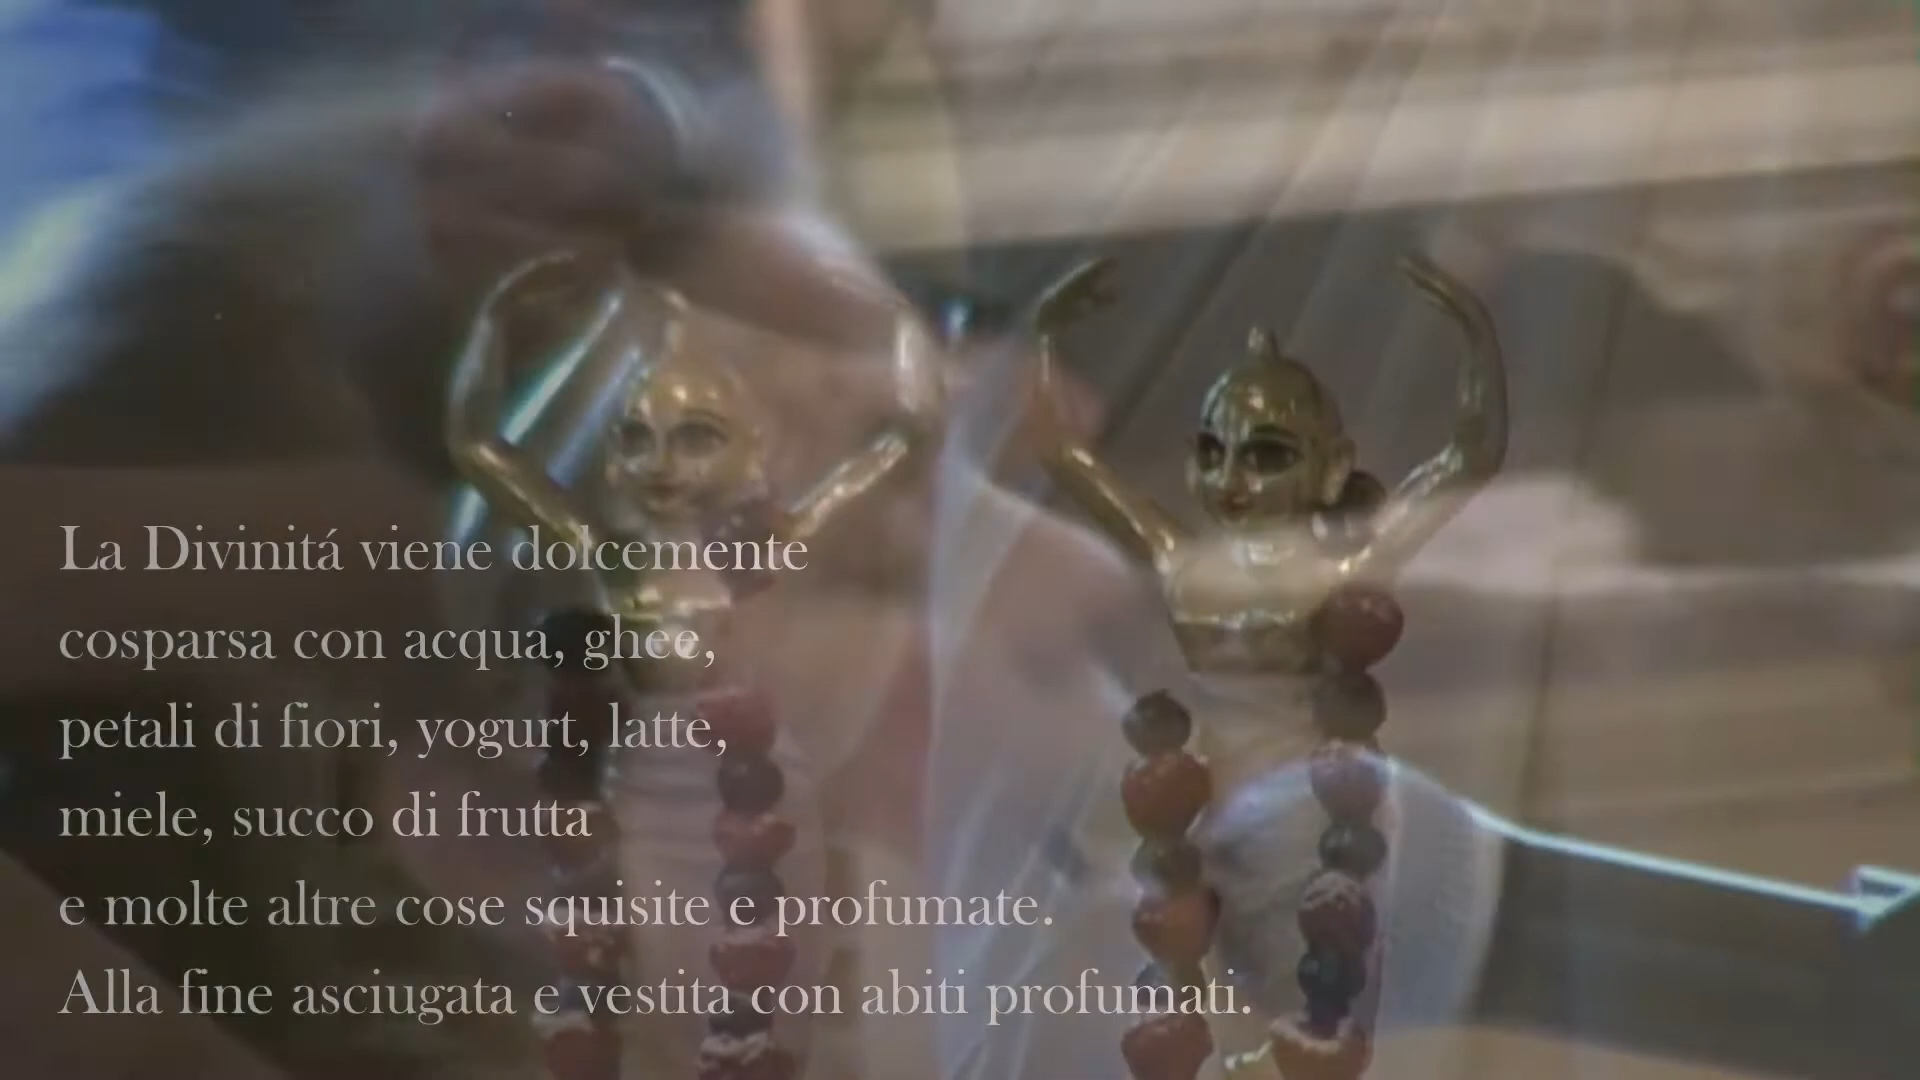 La Divinitá viene dolcemente
cosparsa con acqua, ghee,
petali di fiori, yogurt, latte,
miele, succo di frutta
e molte altre cose squisite e profumate.
Alla fine asciugata e vestita con abiti profumati.